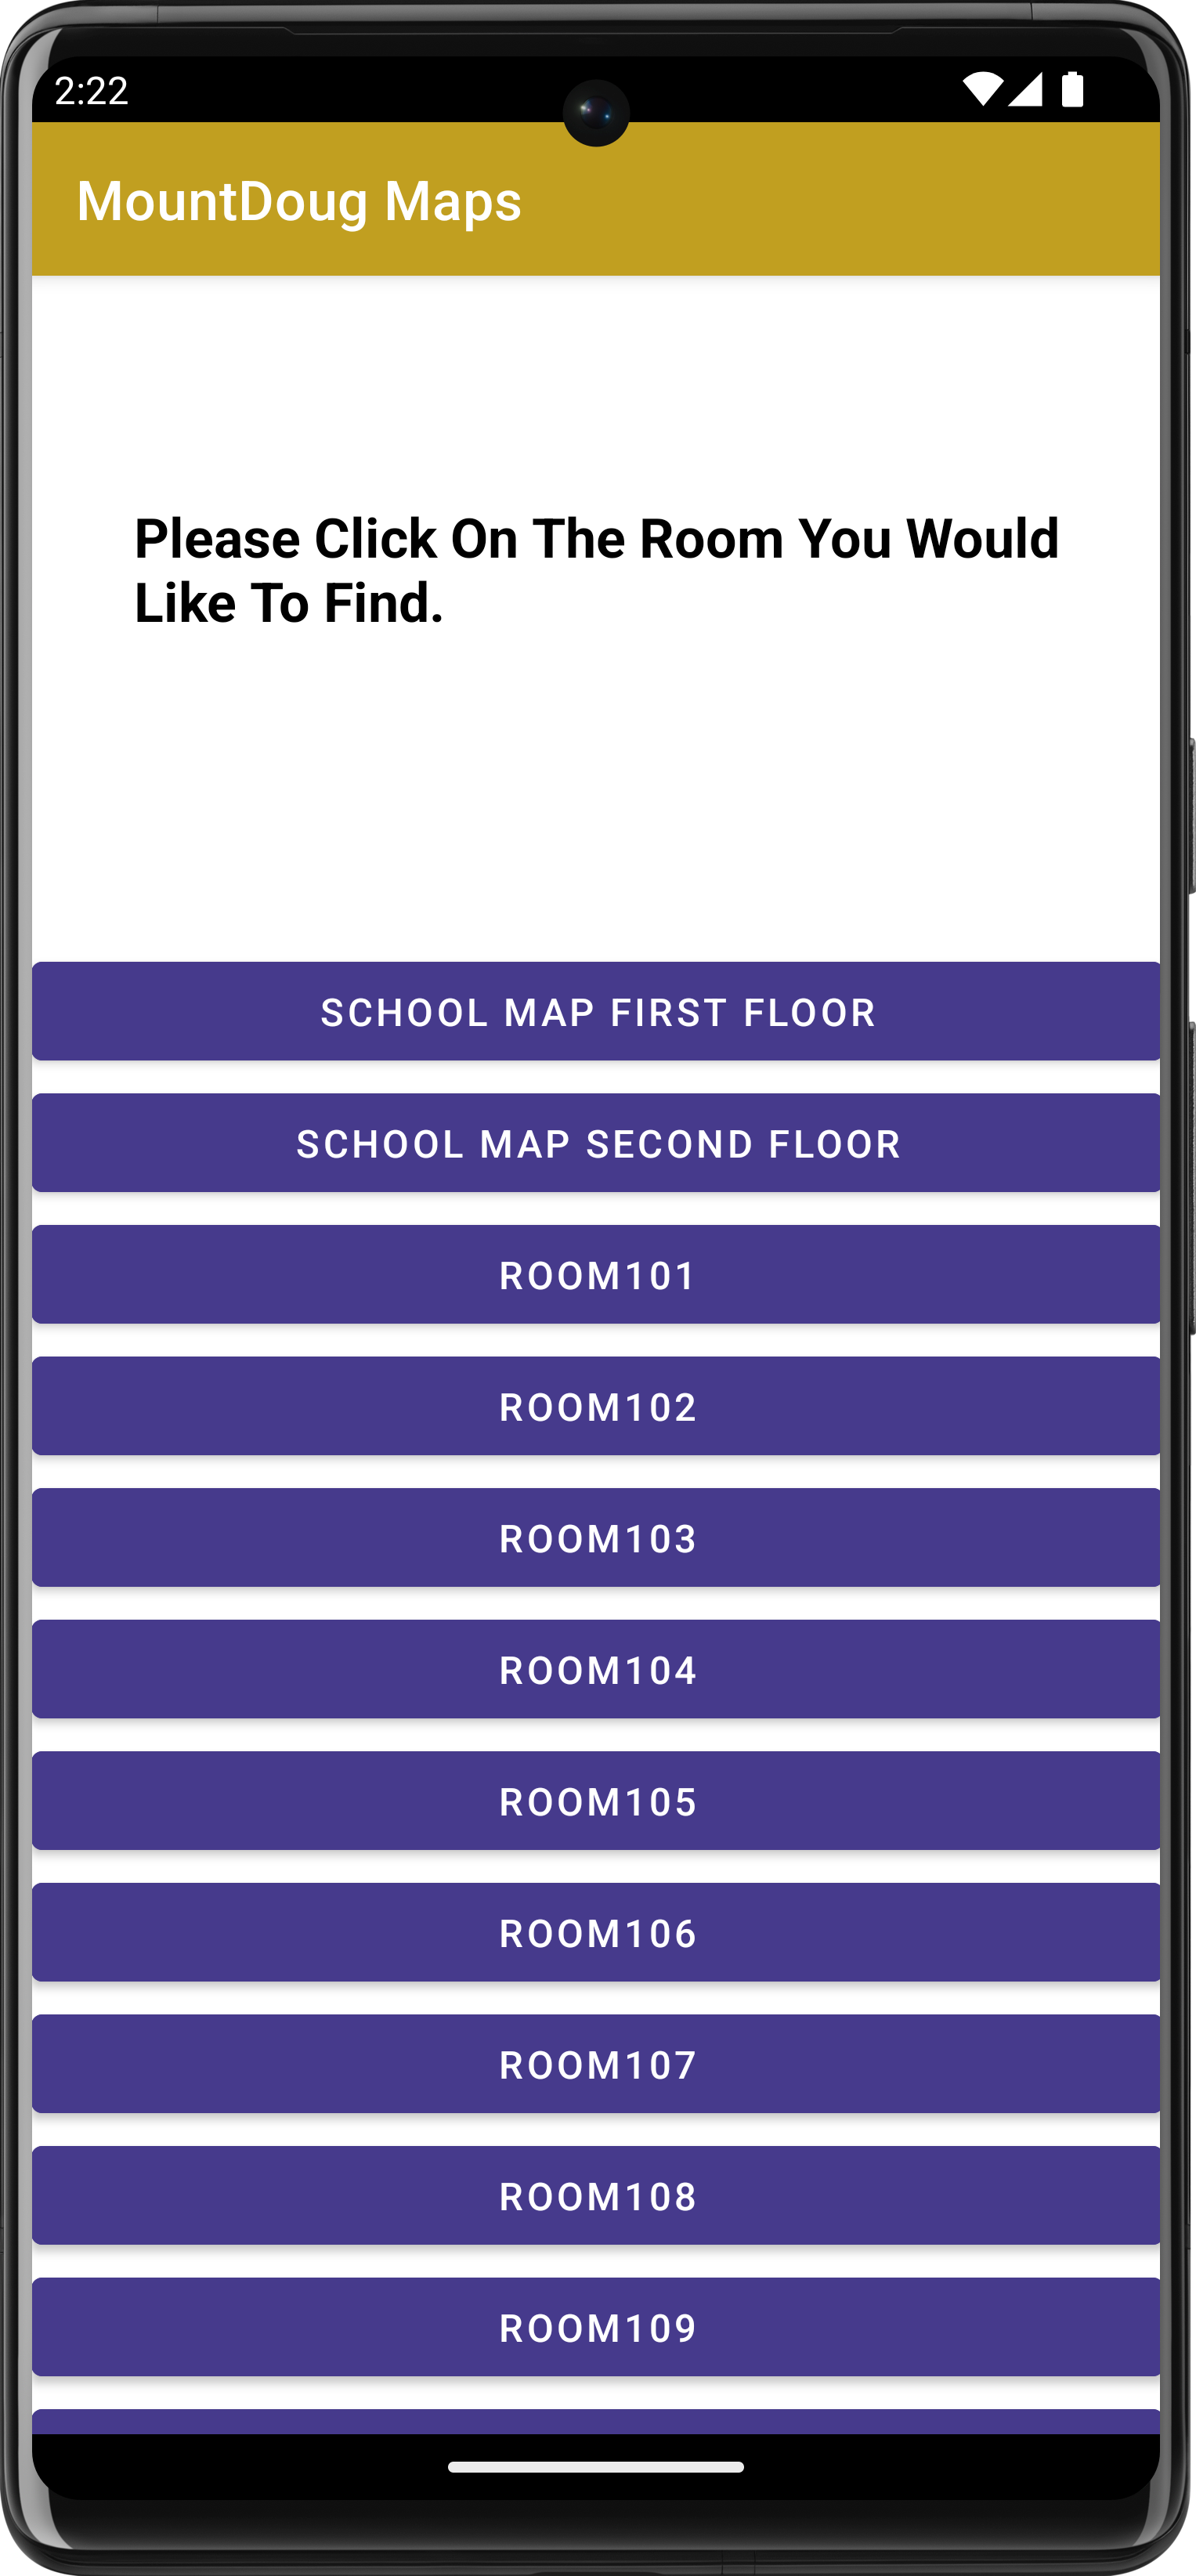 2:22
MountDoug Maps
Please Click On The Room You Would
Like To Find.
SCHOOL MAP FIRST FLOOR
SCHOOL MAP SECOND FLOOR
ROOM101
ROOM102
ROOM103
ROOM104
ROOM105
ROOM106
ROOM107
ROOM108
ROOM109